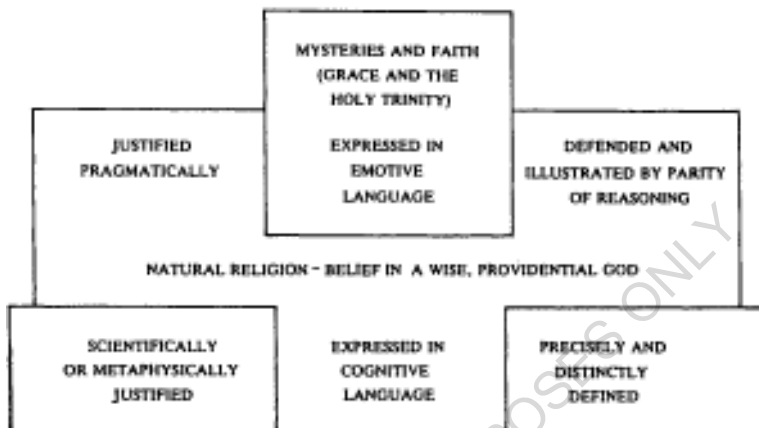 MYSTERIES AND FAITH
(GRACE AND THE
HOLY TRINITY)
JUSTIFIED
PRAGMATICALLY
EXPRESSED IN
EMOTIVE
LANGUAGE
DEFENDED AND
ILLUSTRATED BY PARITY
OF REASONING
NATURAL RELIGION - BELIEF IN A WISE, PROVIDENTIAL GOD
SCIENTIFICALLY
OR METAPHYSICALLY
JUSTIFIED
EXPRESSED IN
COGNITIVE
LANGUAGE
PRECISELY AND
DISTINCTLY
DEFINED
POSES ONLY